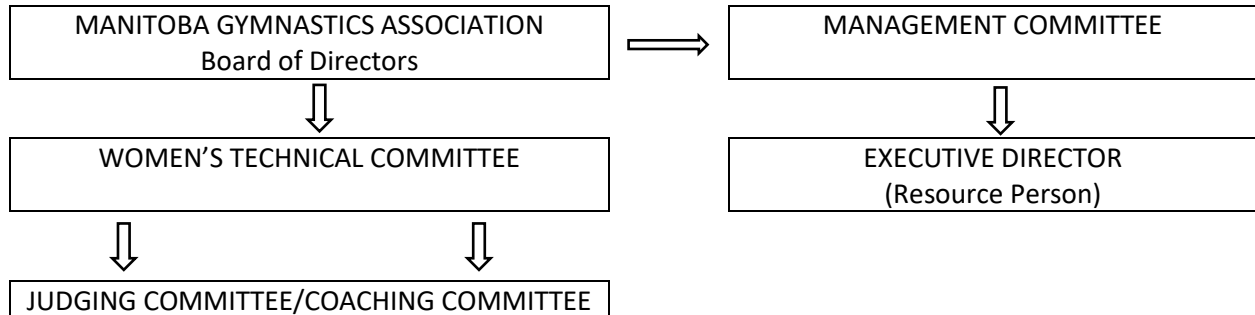 MANITOBA GYMNASTICS ASSOCIATION
Board of Directors
MANAGEMENT COMMITTEE
WOMEN’S TECHNICAL COMMITTEE
EXECUTIVE DIRECTOR
(Resource Person)
JUDGING COMMITTEE/COACHING COMMITTEE